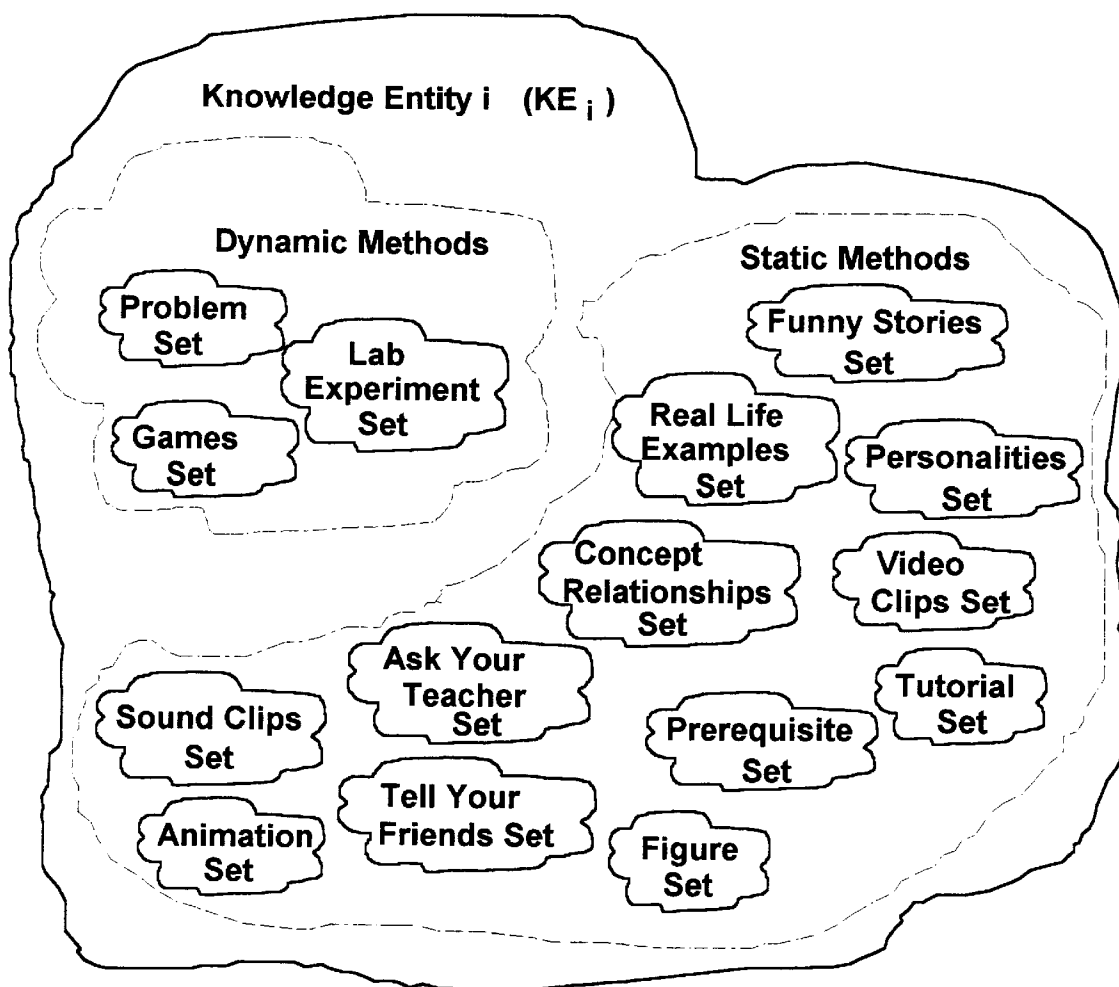 Knowledge Entity i (KE i )
Dynamic Methods
Problem
Set
Lab
Experiment
Set
Games
Set
Static Methods
Funny Stories
Set
Real Life
Examples
Set
Personalities
Set
Concept
Relationships
Set
Video
Clips Set
Ask Your
Teacher
Set
Tutorial
Set
Sound Clips
Set
Prerequisite
Set
Tell Your
Friends Set
Animation
Set
Figure
Set